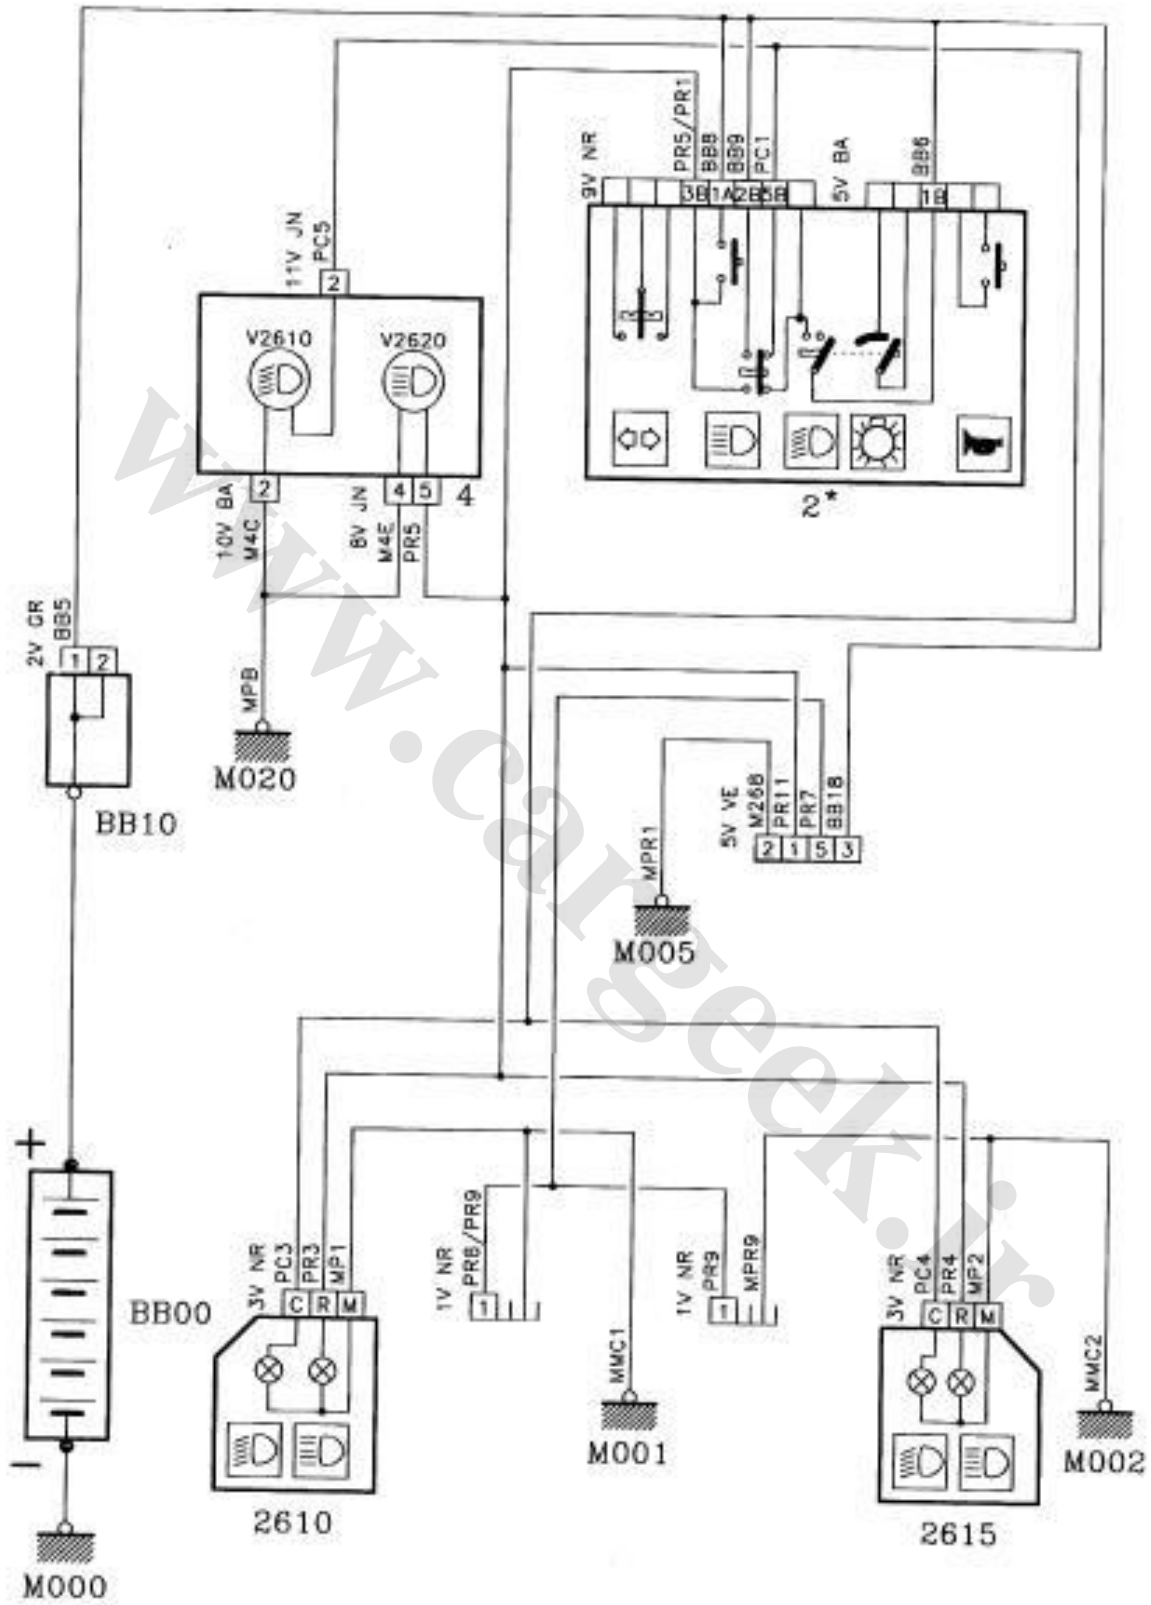 9V NR
PR5/PR1
BB8
BB9
PC1
5V BA
BB6
3B 1A 2B 5B
1B
11V JN
PC5
2
V2610
V2620
2*
2
4 5
4
10V BA
M4C
8V JN
M4E
PR5
2V GR
BB5
1 2
MPB
M020
BB10
5V VE
M26B
PR11
PR7
BB18
2 1 5 3
MPR1
M005
+
BB00
-
M000
3V NR
PC3
PR3
MP1
C R M
2610
1V NR
PR8/PR9
1
1V NR
PR9
MPR9
1
MMC1
M001
3V NR
PC4
PR4
MP2
C R M
2615
MMC2
M002
www.cargeek.ir